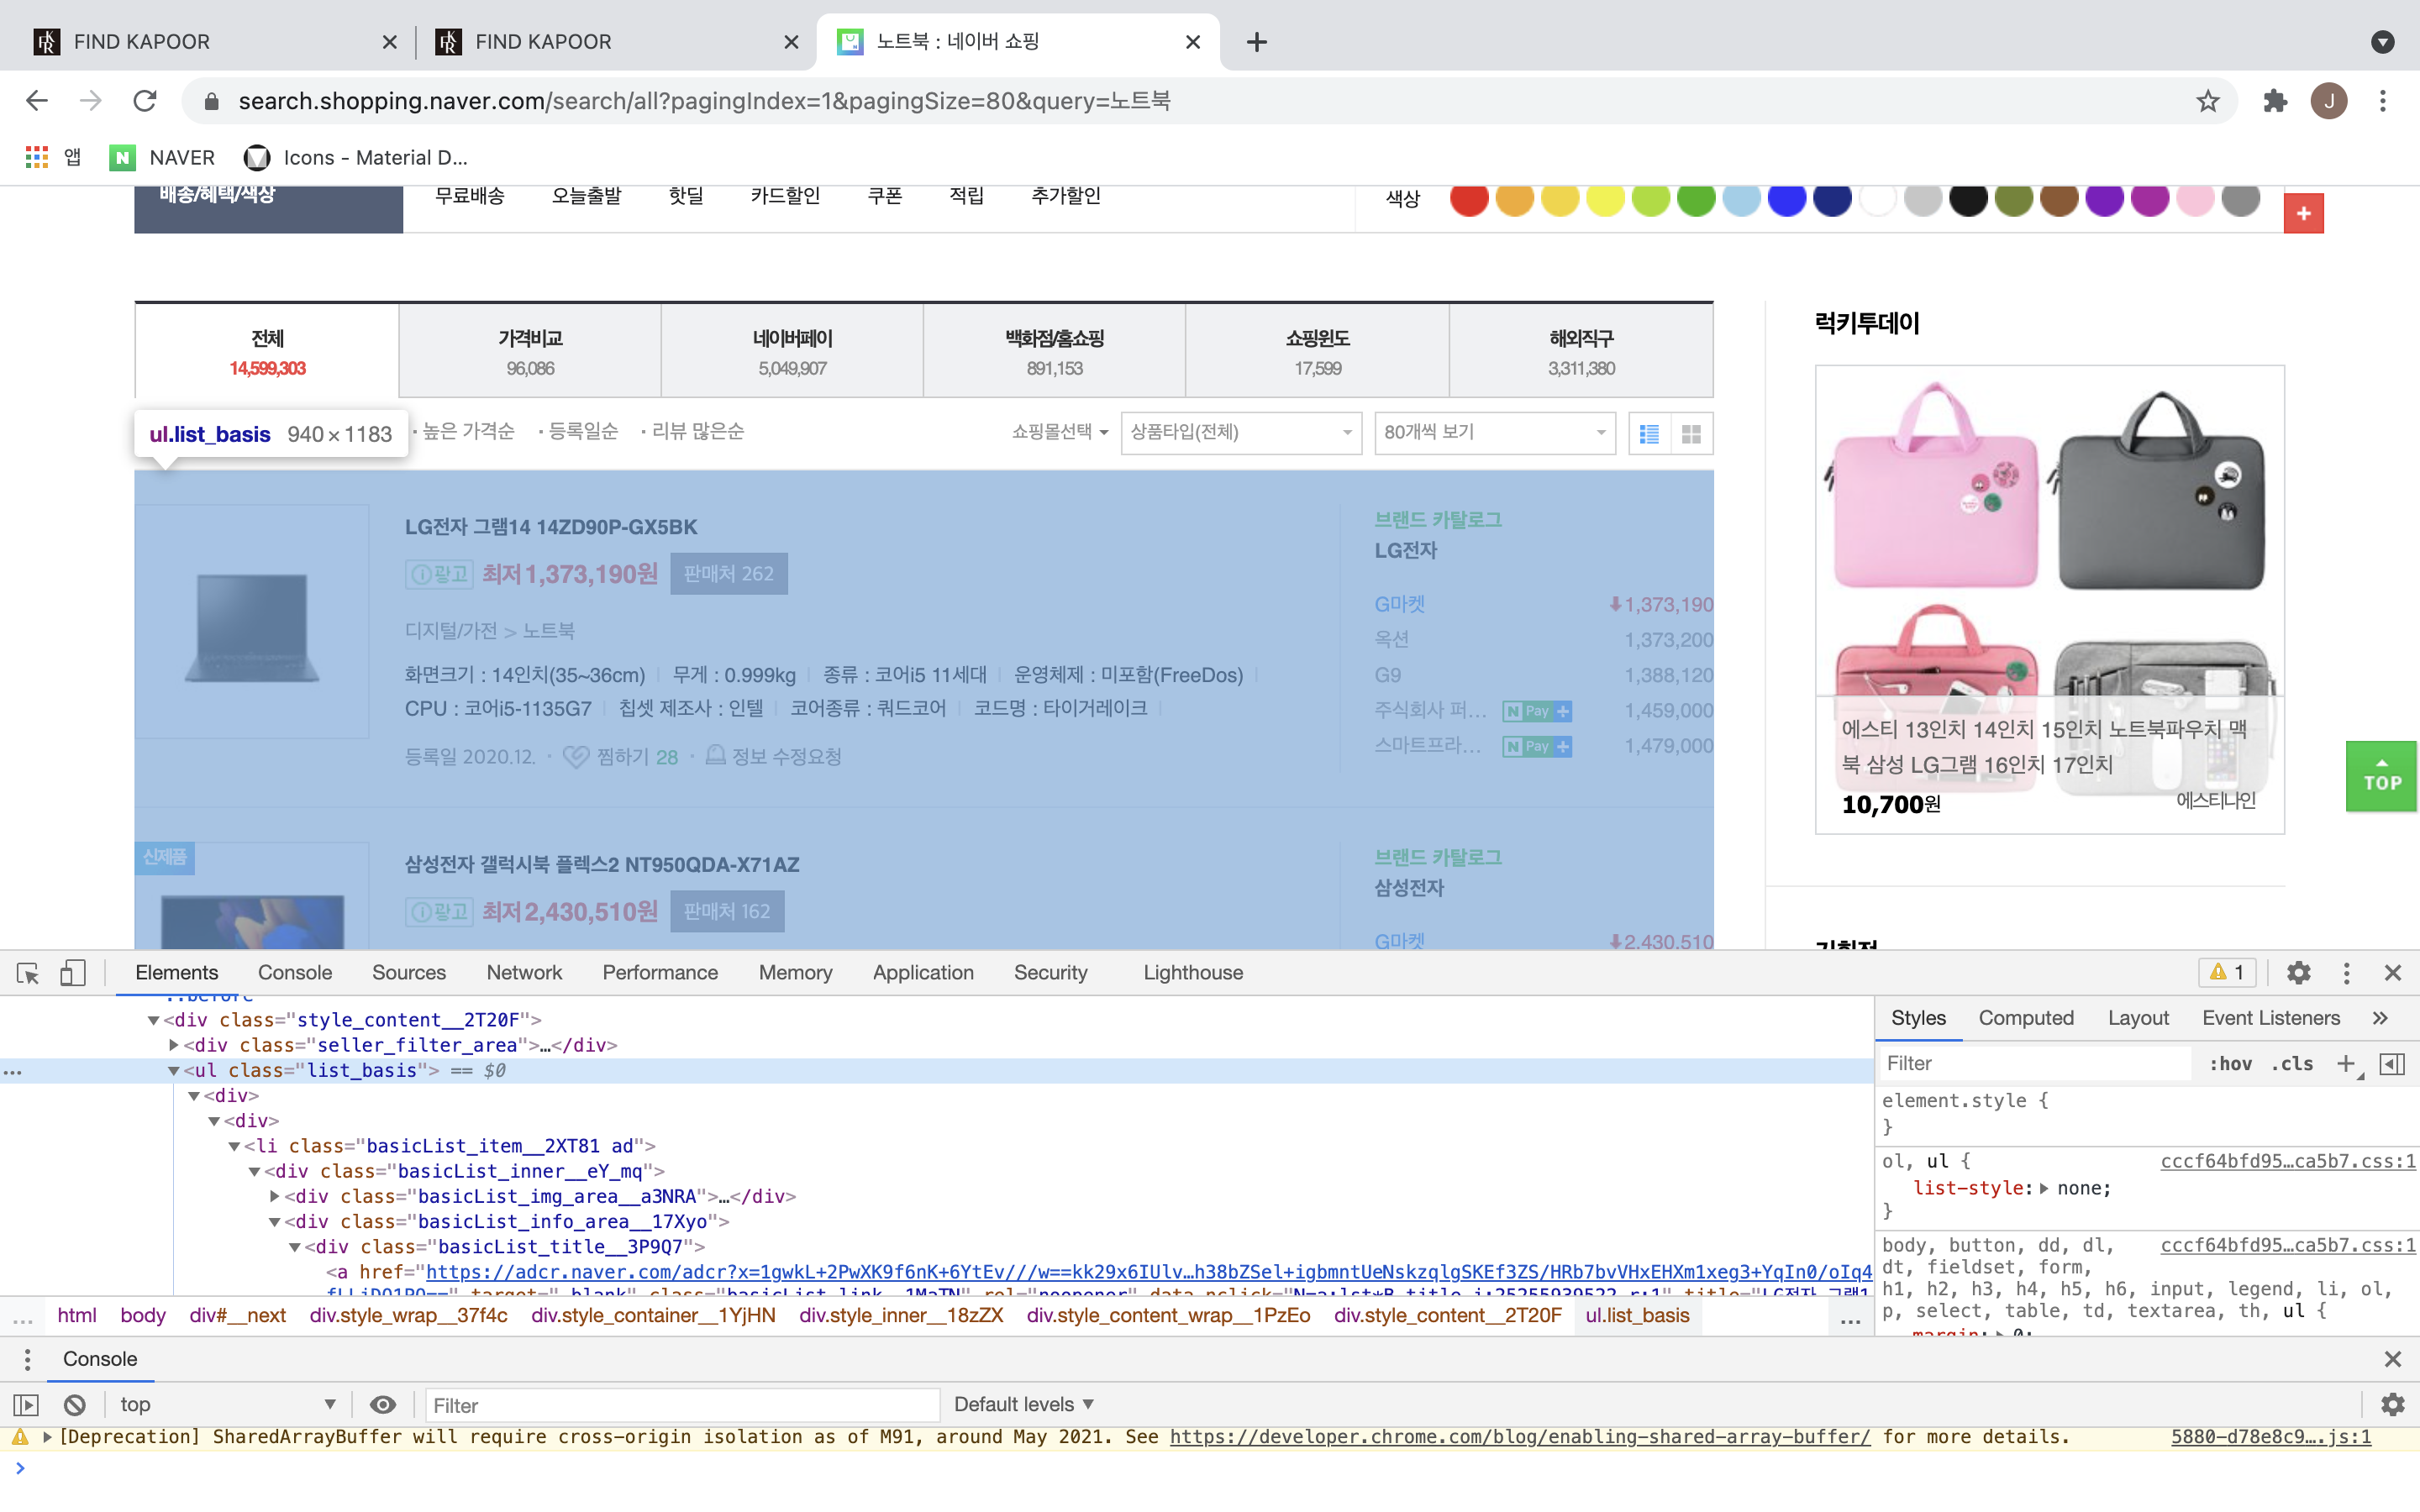 FIND KAPOOR
FIND KAPOOR
노트북 : 네이버 쇼핑
search.shopping.naver.com/search/all?pagingIndex=1&pagingSize=80&query=노트북
J
앱
NAVER
Icons - Material D...
배송/혜택/색상
무료배송 오늘출발 핫딜 카드할인 쿠폰 적립 추가할인
색상
전체
14,599,303
가격비교
96,086
네이버페이
5,049,907
백화점/홈쇼핑
891,153
쇼핑윈도
17,599
해외직구
3,311,380
ul.list_basis 940 × 1183
· 높은 가격순 · 등록일순 · 리뷰 많은순
쇼핑몰선택
상품타입(전체)
80개씩 보기
LG전자 그램14 14ZD90P-GX5BK
광고 최저 1,373,190원 판매처 262
디지털/가전 > 노트북
화면크기 : 14인치(35~36cm) 무게 : 0.999kg 종류 : 코어i5 11세대 운영체제 : 미포함(FreeDos)
CPU : 코어i5-1135G7 칩셋 제조사 : 인텔 코어종류 : 쿼드코어 코드명 : 타이거레이크
등록일 2020.12. · 찜하기 28 · 정보 수정요청
브랜드 카탈로그
LG전자
G마켓 1,373,190
옥션 1,373,200
G9 1,388,120
주식회사 퍼... N Pay + 1,459,000
스마트프라... N Pay + 1,479,000
신제품
삼성전자 갤럭시북 플렉스2 NT950QDA-X71AZ
광고 최저 2,430,510원 판매처 162
브랜드 카탈로그
삼성전자
G마켓 2,430,510
럭키투데이
에스티 13인치 14인치 15인치 노트북파우치 맥
북 삼성 LG그램 16인치 17인치
10,700원 에스티나인
기획전
TOP
Elements Console Sources Network Performance Memory Application Security Lighthouse
1
::before
<div class="style_content__2T20F">
<div class="seller_filter_area">…</div>
<ul class="list_basis"> == $0
<div>
<div>
<li class="basicList_item__2XT81 ad">
<div class="basicList_inner__eY_mq">
<div class="basicList_img_area__a3NRA">…</div>
<div class="basicList_info_area__17Xyo">
<div class="basicList_title__3P9Q7">
<a href="https://adcr.naver.com/adcr?x=1gwkL+2PwXK9f6nK+6YtEv///w==kk29x6IUlv…h38bZSel+igbmntUeNskzqlgSKEf3ZS/HRb7bvVHxEHXm1xeg3+YqIn0/oIq4
target="_blank" class="basicList_link__1MaTN" rel="noopener" data-nclick="N=a:lst*B.title,i:25255939522,r:1" title="LG전자 그램1
... html body div#__next div.style_wrap__37f4c div.style_container__1YjHN div.style_inner__18zZX div.style_content_wrap__1PzEo div.style_content__2T20F ul.list_basis ...
Styles Computed Layout Event Listeners
Filter :hov .cls
element.style {
}
ol, ul { cccf64bfd95…ca5b7.css:1
list-style: none;
}
body, button, dd, dl, cccf64bfd95…ca5b7.css:1
dt, fieldset, form,
h1, h2, h3, h4, h5, h6, input, legend, li, ol,
p, select, table, td, textarea, th, ul {
margin: 0;
Console
top
Filter
Default levels
[Deprecation] SharedArrayBuffer will require cross-origin isolation as of M91, around May 2021. See https://developer.chrome.com/blog/enabling-shared-array-buffer/ for more details. 5880-d78e8c9….js:1